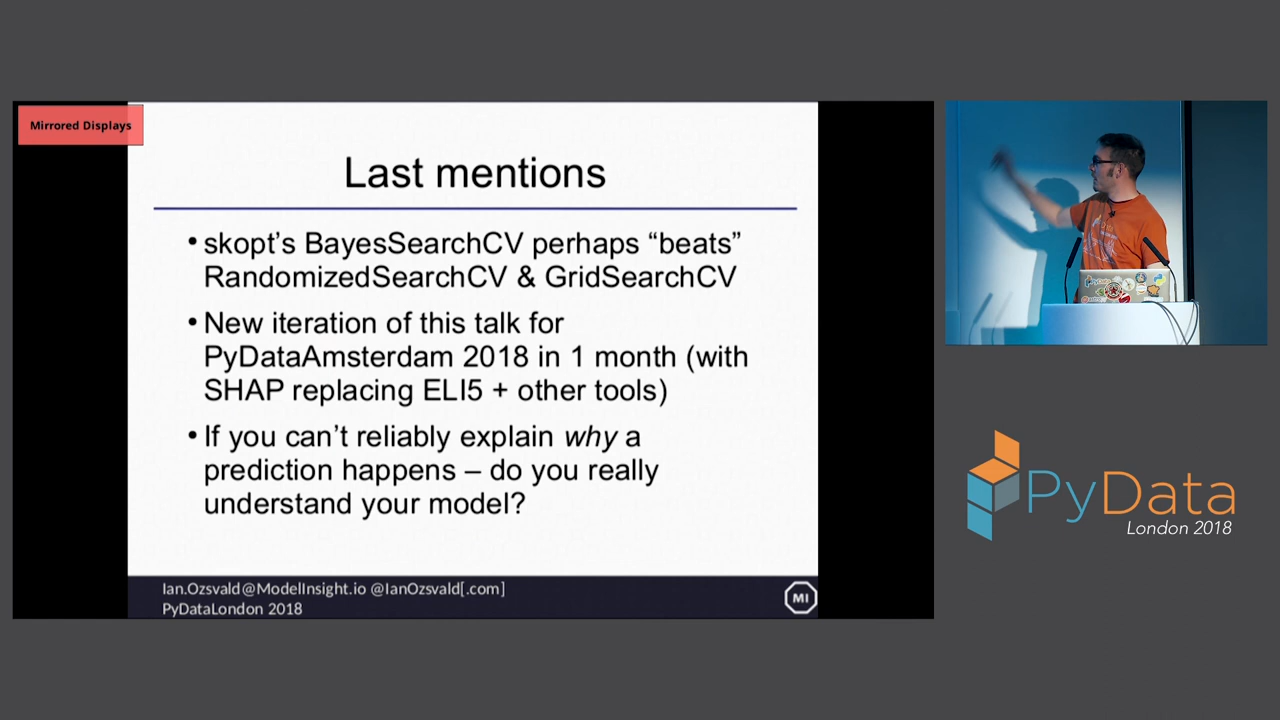 Mirrored Displays
Last mentions
• skopt’s BayesSearchCV perhaps “beats”
RandomizedSearchCV & GridSearchCV
• New iteration of this talk for
PyDataAmsterdam 2018 in 1 month (with
SHAP replacing ELI5 + other tools)
• If you can’t reliably explain why a
prediction happens – do you really
understand your model?
Ian.Ozsvald@ModelInsight.io @IanOzsvald[.com]
PyDataLondon 2018
MI
PyData
London 2018